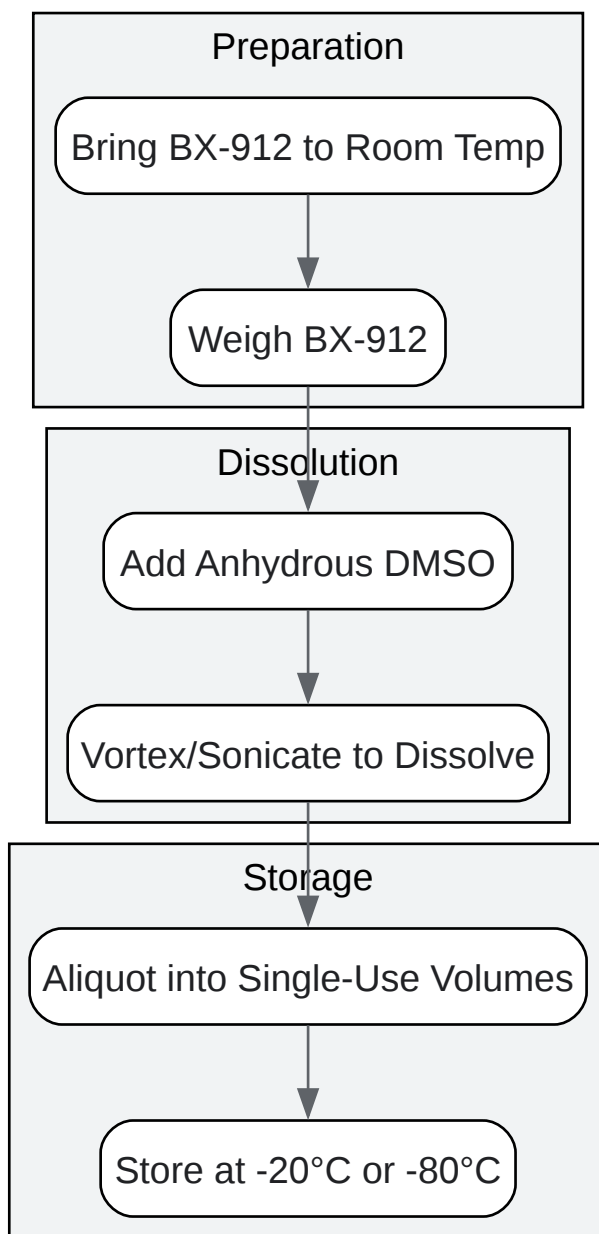 Preparation
Bring BX-912 to Room Temp
Weigh BX-912
Dissolution
Add Anhydrous DMSO
Vortex/Sonicate to Dissolve
Storage
Aliquot into Single-Use Volumes
Store at -20°C or -80°C